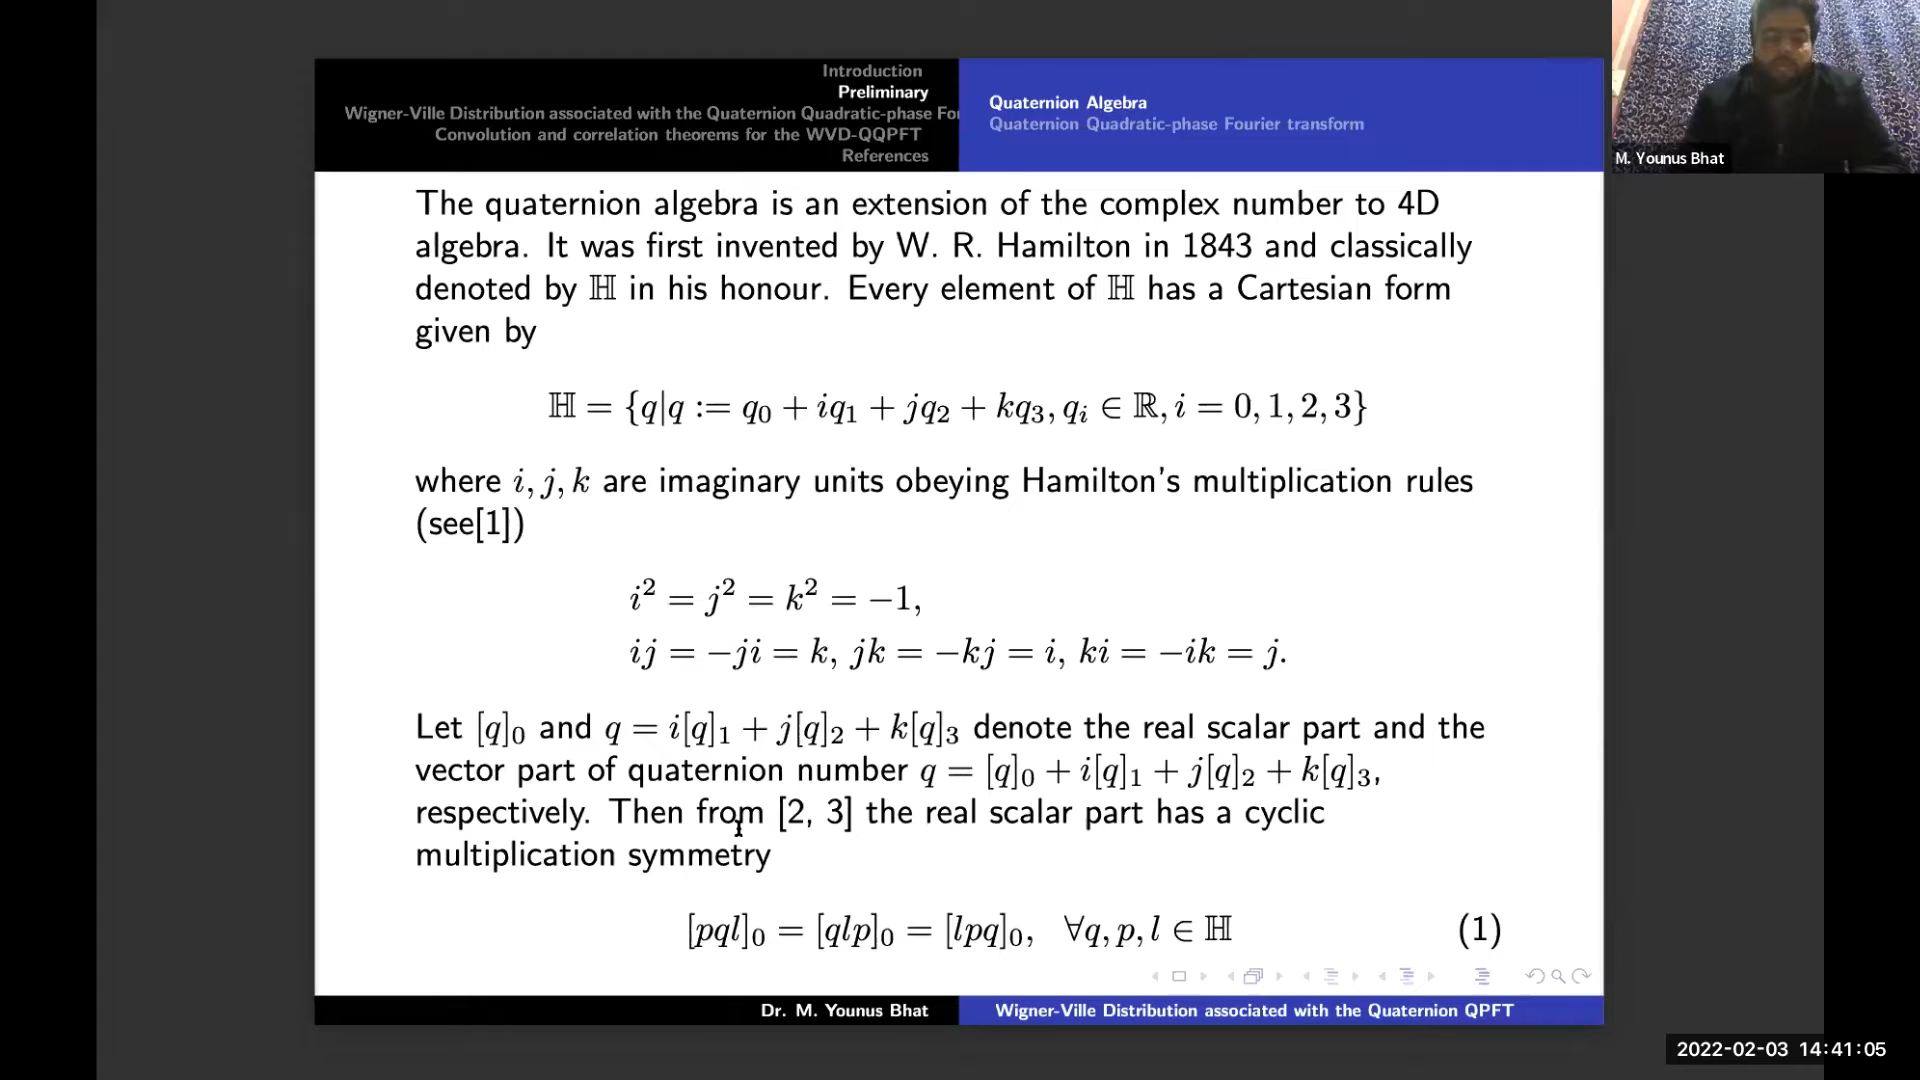 Introduction
Preliminary
Wigner-Ville Distribution associated with the Quaternion Quadratic-phase Fo
Convolution and correlation theorems for the WVD-QQPFT
References
Quaternion Algebra
Quaternion Quadratic-phase Fourier transform
M. Younus Bhat
The quaternion algebra is an extension of the complex number to 4D
algebra. It was first invented by W. R. Hamilton in 1843 and classically
denoted by ℍ in his honour. Every element of ℍ has a Cartesian form
given by
ℍ = {q|q := q₀ + iq₁ + jq₂ + kq₃, qᵢ ∈ ℝ, i = 0, 1, 2, 3}
where i, j, k are imaginary units obeying Hamilton's multiplication rules
(see[1])
i² = j² = k² = −1,
ij = −ji = k, jk = −kj = i, ki = −ik = j.
Let [q]₀ and q = i[q]₁ + j[q]₂ + k[q]₃ denote the real scalar part and the
vector part of quaternion number q = [q]₀ + i[q]₁ + j[q]₂ + k[q]₃,
respectively. Then from [2, 3] the real scalar part has a cyclic
multiplication symmetry
[pql]₀ = [qlp]₀ = [lpq]₀, ∀q, p, l ∈ ℍ (1)
Dr. M. Younus Bhat
Wigner-Ville Distribution associated with the Quaternion QPFT
2022-02-03 14:41:05